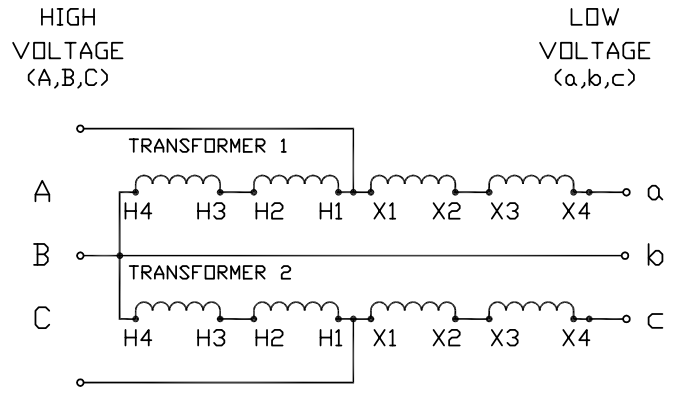 HIGH
VOLTAGE
(A,B,C)
LOW
VOLTAGE
(a,b,c)
TRANSFORMER 1
A
a
H4 H3 H2 H1 X1 X2 X3 X4
B
b
TRANSFORMER 2
C
c
H4 H3 H2 H1 X1 X2 X3 X4